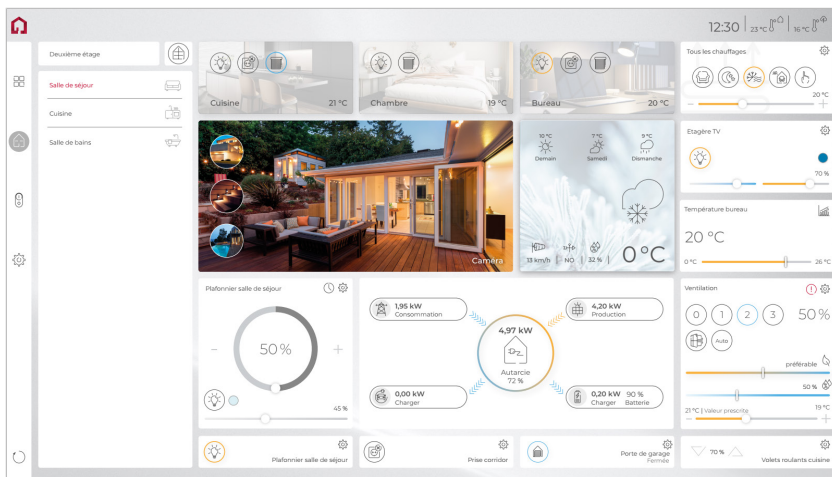 12:30 | 23 °C | 16 °C
Deuxième étage
Salle de séjour
Cuisine
Salle de bains
Cuisine 21 °C
Chambre 19 °C
Bureau 20 °C
Tous les chauffages
20 °C
- +
Caméra
10 °C 7 °C 9 °C
Demain Samedi Dismanche
13 km/h | NO | 32 % | 0 °C
Etagère TV
70 %
Température bureau
20 °C
0 °C 26 °C
Plafonnier salle de séjour
- 50 % +
45 %
1,95 kW
Consommation
4,20 kW
Production
4,97 kW
Autarcie
72 %
0,00 kW
Charger
0,20 kW 90 %
Charger Batterie
Ventilation
0 1 2 3 50 %
Auto
préférable
50 %
21 °C | Valeur prescrite 19 °C
- +
Plafonnier salle de séjour
Prise corridor
Porte de garage
Fermée
70 %
Volets roulants cuisine